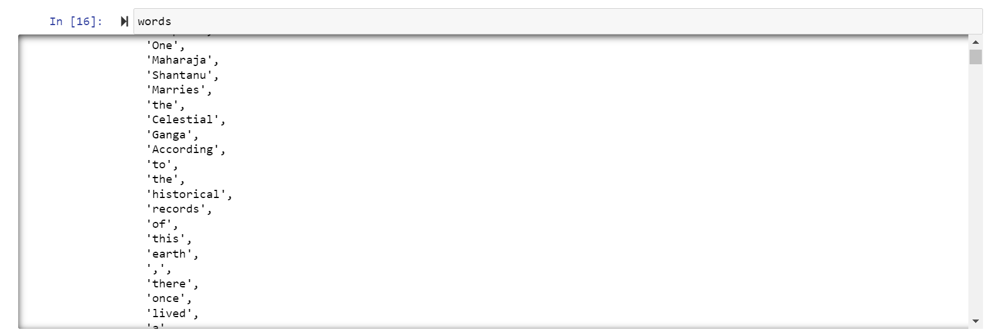 In [16]: words
'One',
'Maharaja',
'Shantanu',
'Marries',
'the',
'Celestial',
'Ganga',
'According',
'to',
'the',
'historical',
'records',
'of',
'this',
'earth',
',',
'there',
'once',
'lived',
'a'